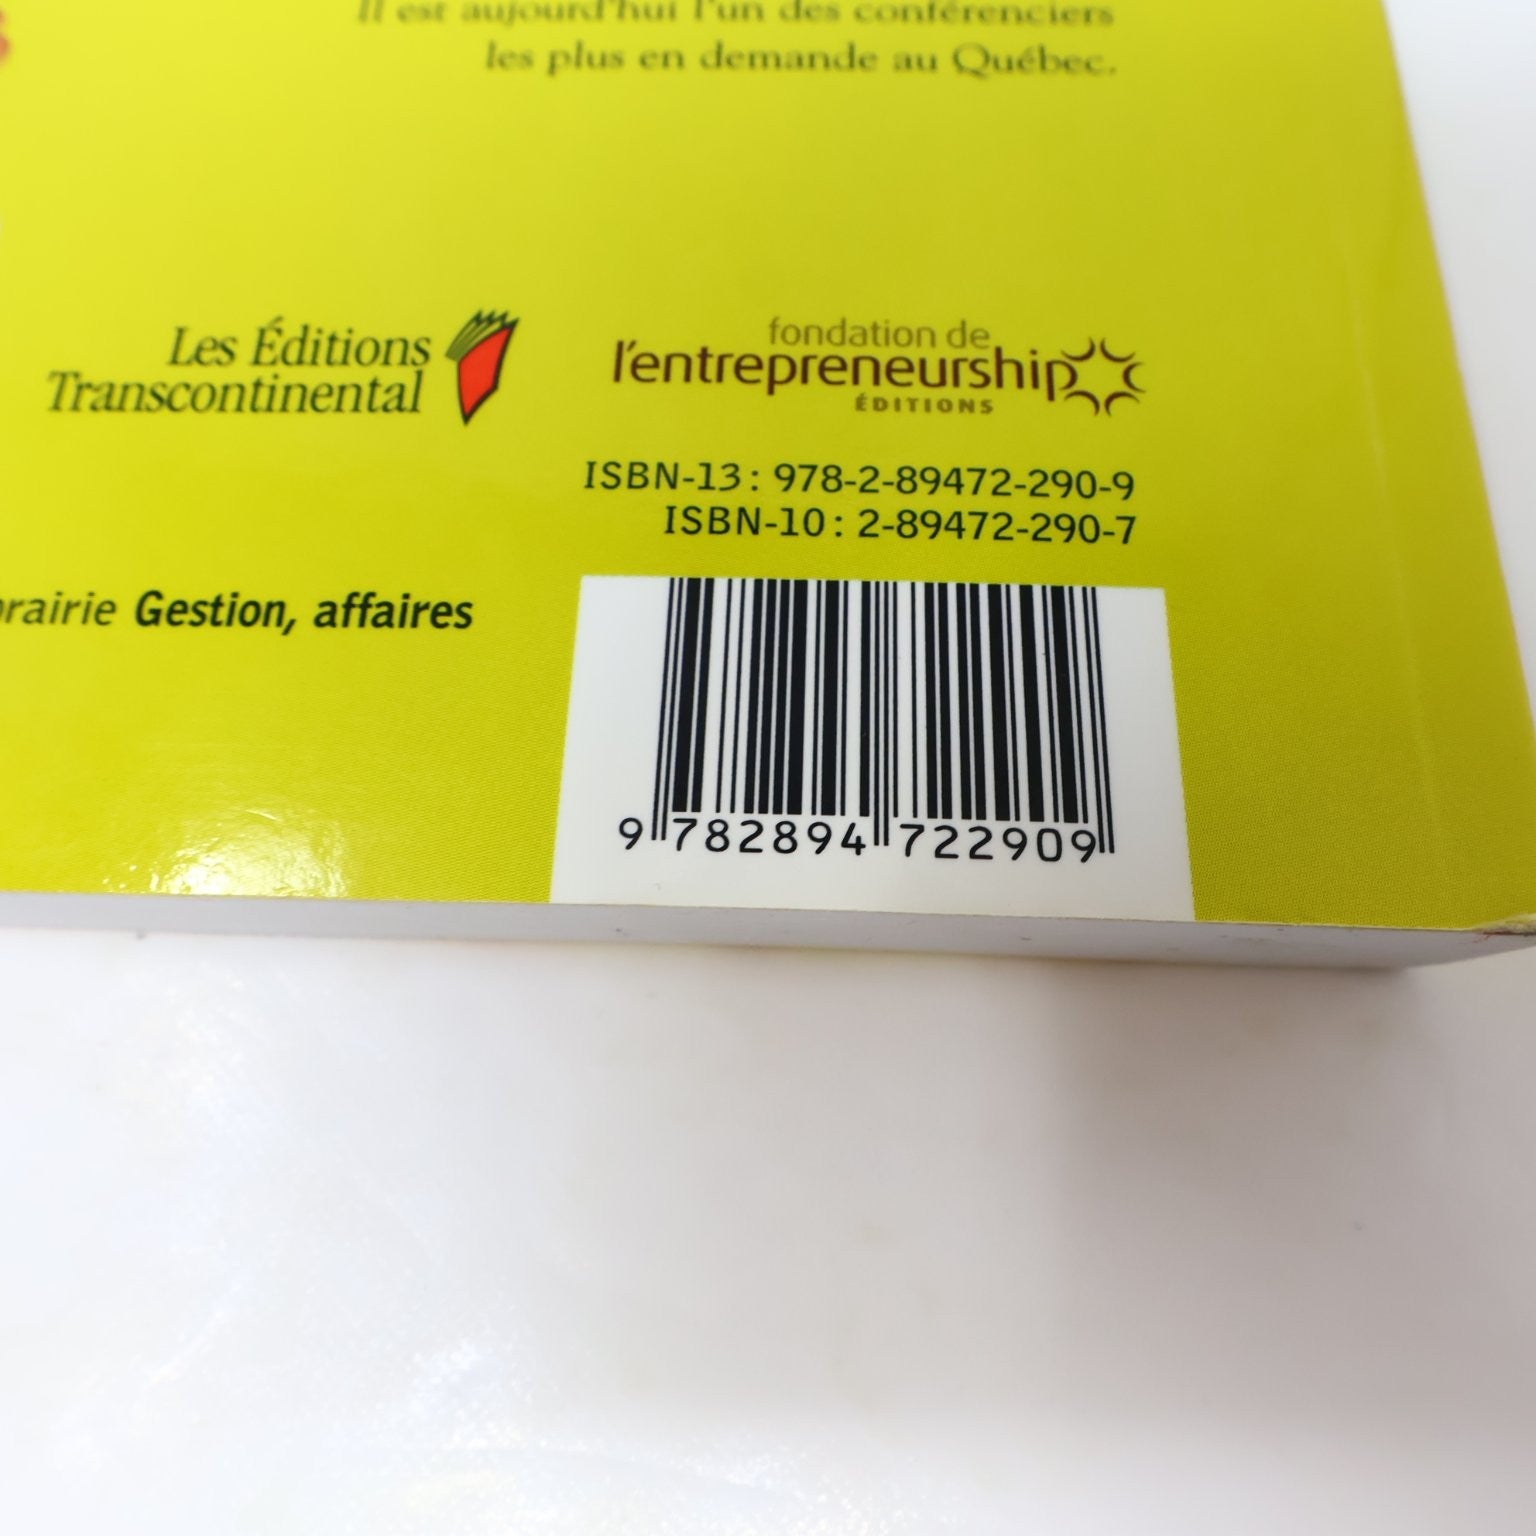 Il est aujourd'hui l'un des conférenciers
les plus en demande au Québec.
Les Éditions
Transcontinental
fondation de
l'entrepreneurship
ÉDITIONS
ISBN-13: 978-2-89472-290-9
ISBN-10: 2-89472-290-7
Gestion, affaires
9 782894 722909